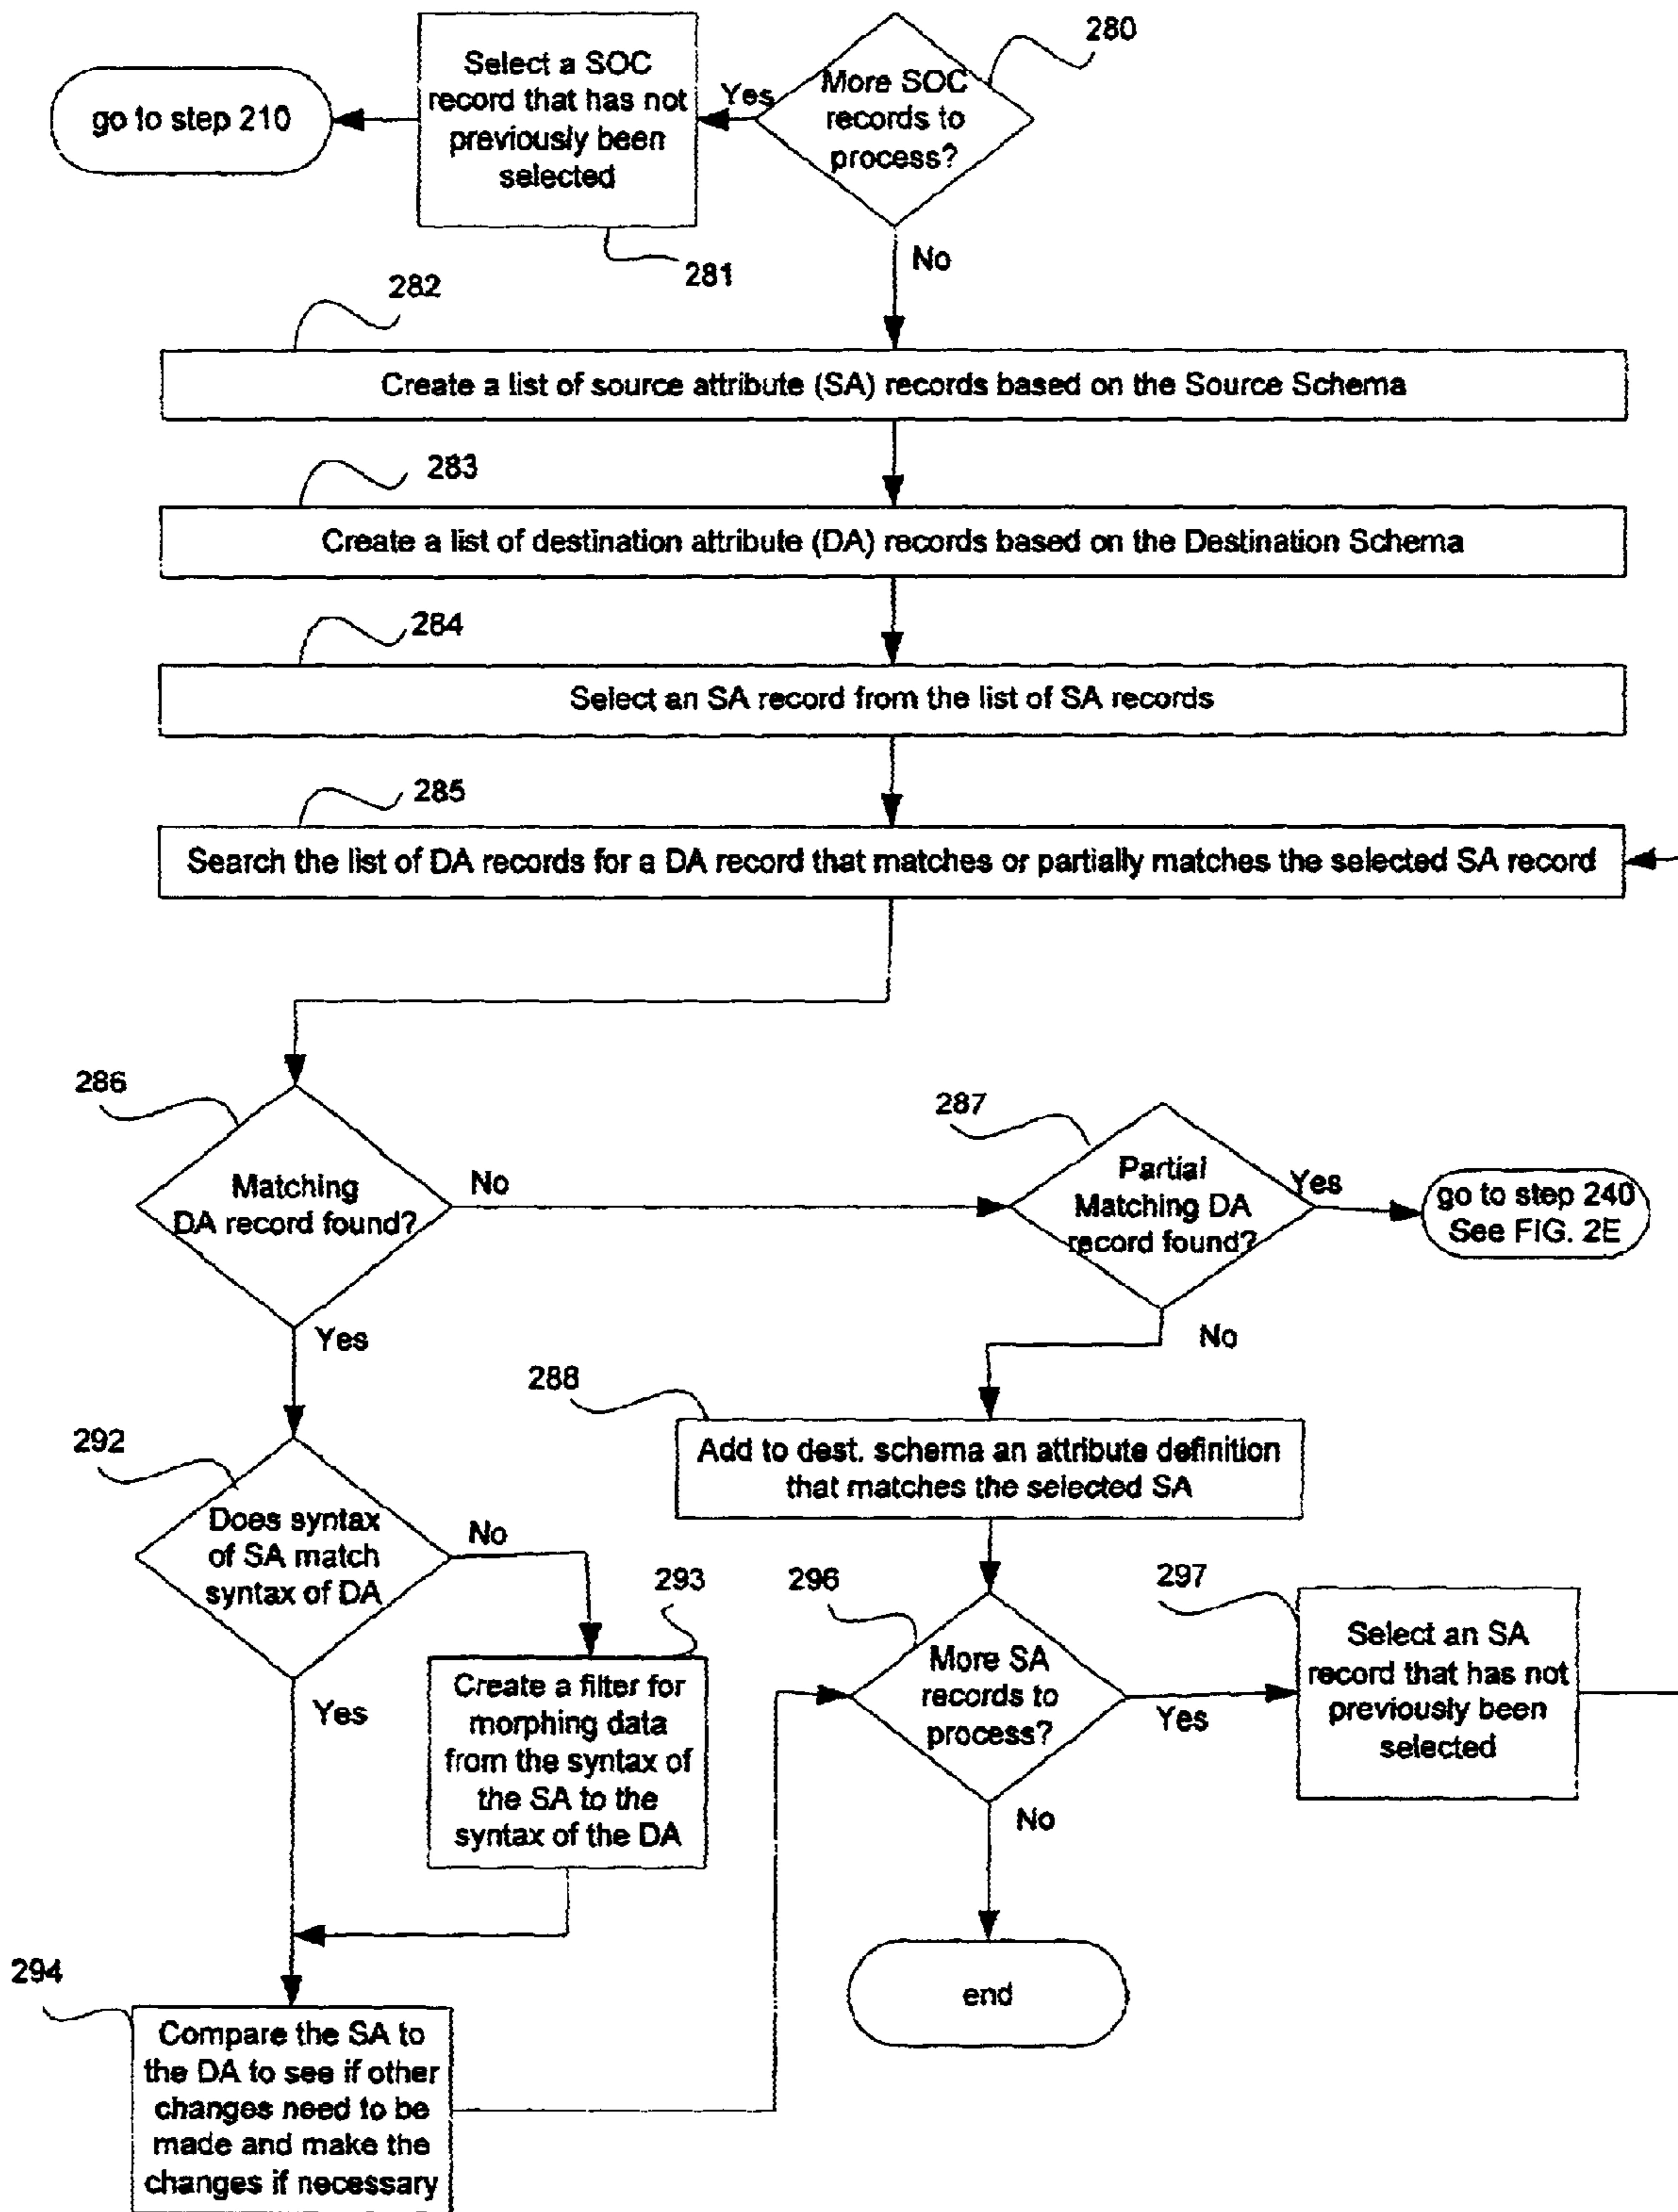 280
Select a SOC
record that has not
previously been
selected
go to step 210
Yes
More SOC
records to
process?
281
No
282
Create a list of source attribute (SA) records based on the Source Schema
283
Create a list of destination attribute (DA) records based on the Destination Schema
284
Select an SA record from the list of SA records
285
Search the list of DA records for a DA record that matches or partially matches the selected SA record
286
Matching
DA record found?
No
287
Partial
Matching DA
record found?
Yes
go to step 240
See FIG. 2E
Yes
No
288
Add to dest. schema an attribute definition
that matches the selected SA
292
Does syntax
of SA match
syntax of DA
No
293
Create a filter for
morphing data
from the syntax of
the SA to the
syntax of the DA
Yes
296
More SA
records to
process?
Yes
297
Select an SA
record that has not
previously been
selected
No
end
294
Compare the SA to
the DA to see if other
changes need to be
made and make the
changes if necessary